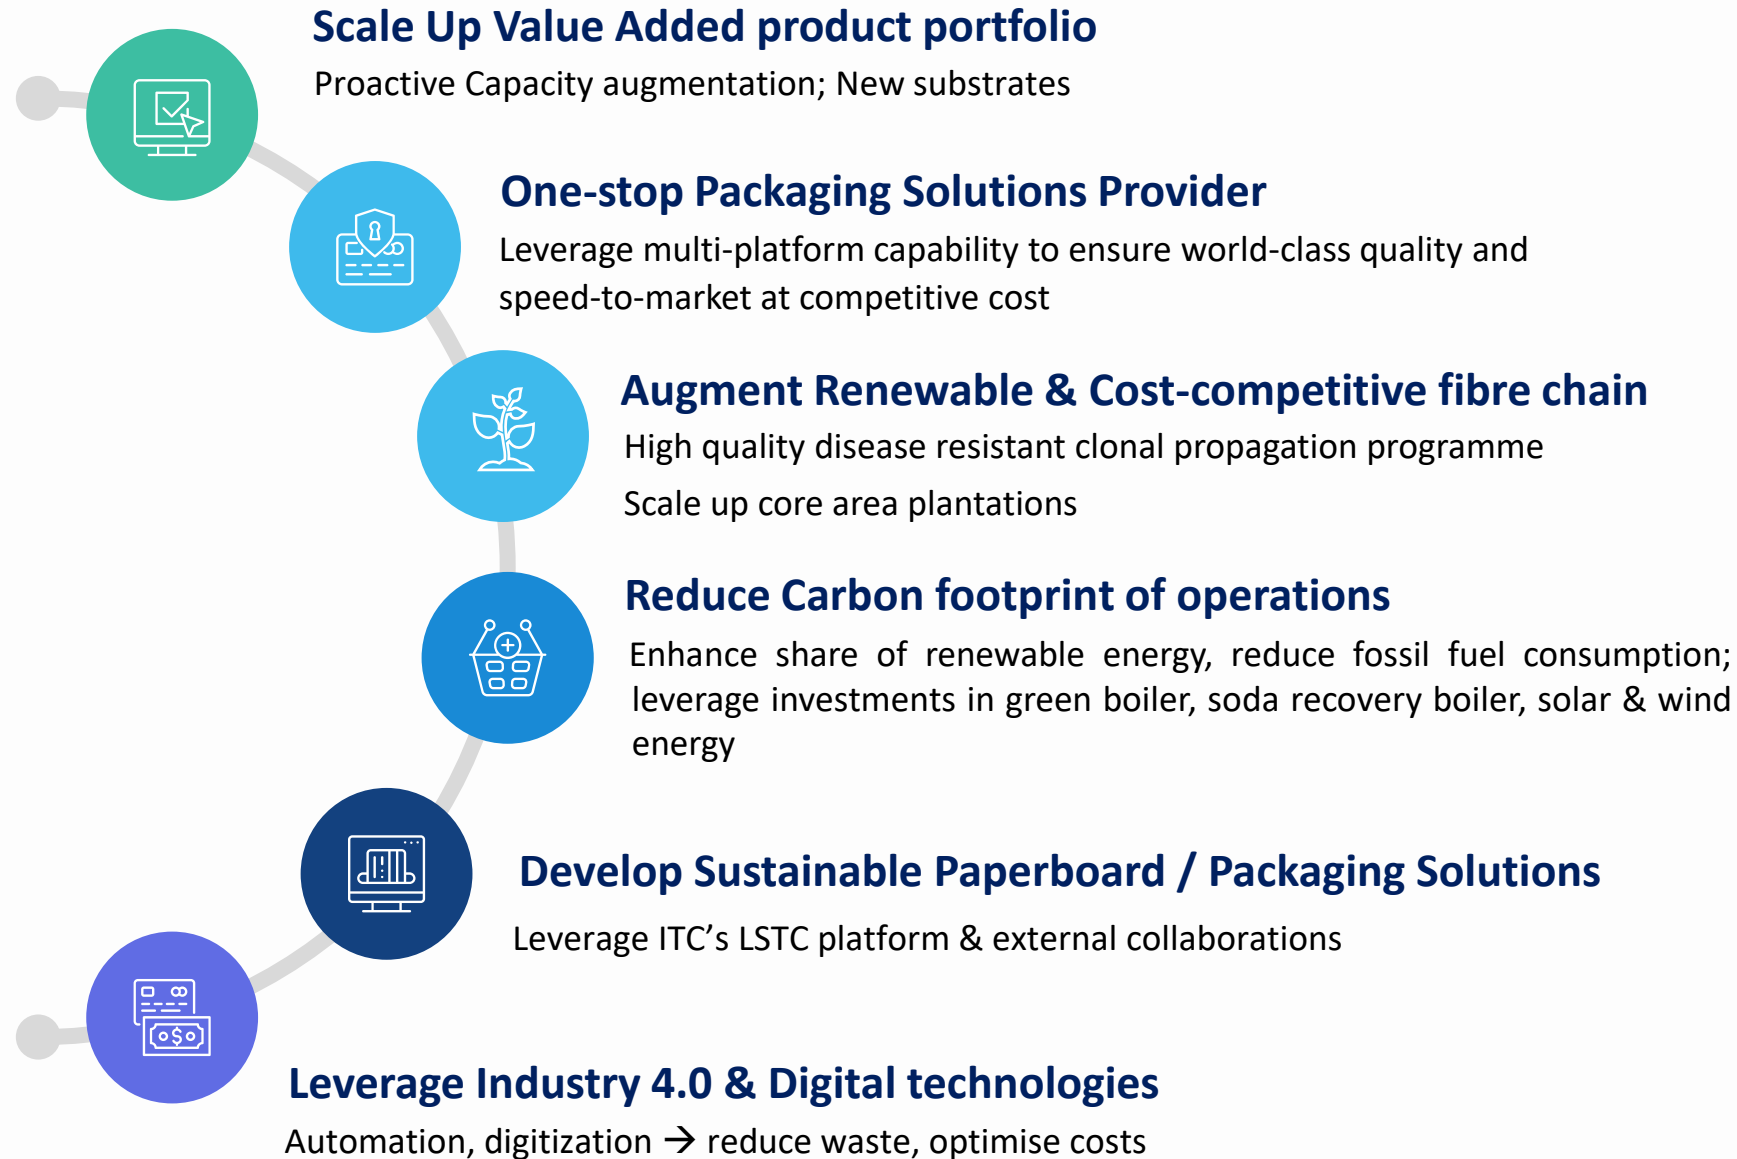 Scale Up Value Added product portfolio
Proactive Capacity augmentation; New substrates
One-stop Packaging Solutions Provider
Leverage multi-platform capability to ensure world-class quality and
speed-to-market at competitive cost
Augment Renewable & Cost-competitive fibre chain
High quality disease resistant clonal propagation programme
Scale up core area plantations
Reduce Carbon footprint of operations
Enhance share of renewable energy, reduce fossil fuel consumption;
leverage investments in green boiler, soda recovery boiler, solar & wind
energy
Develop Sustainable Paperboard / Packaging Solutions
Leverage ITC’s LSTC platform & external collaborations
Leverage Industry 4.0 & Digital technologies
Automation, digitization → reduce waste, optimise costs